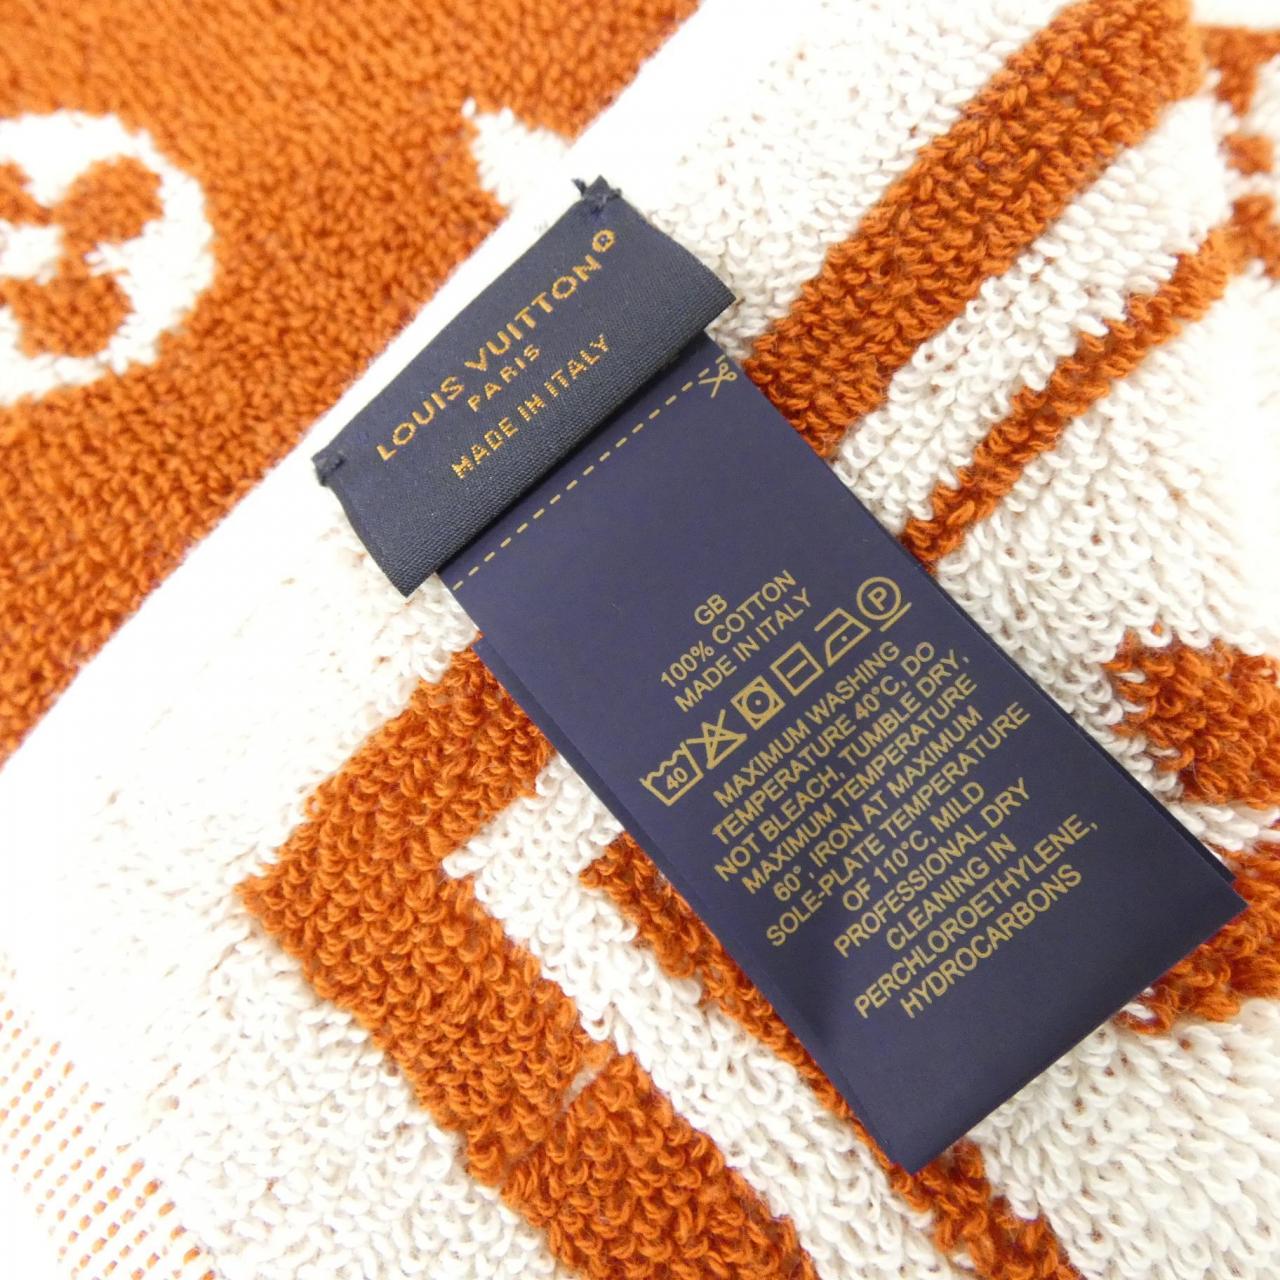 LOUIS VUITTON®
PARIS
MADE IN ITALY
GB
100% COTTON
MADE IN ITALY
40 P
MAXIMUM WASHING
TEMPERATURE 40°C, DO
NOT BLEACH, TUMBLE DRY,
MAXIMUM TEMPERATURE
60°, IRON AT MAXIMUM
SOLE-PLATE TEMPERATURE
OF 110°C, MILD
PROFESSIONAL DRY
CLEANING IN
PERCHLOROETHYLENE,
HYDROCARBONS